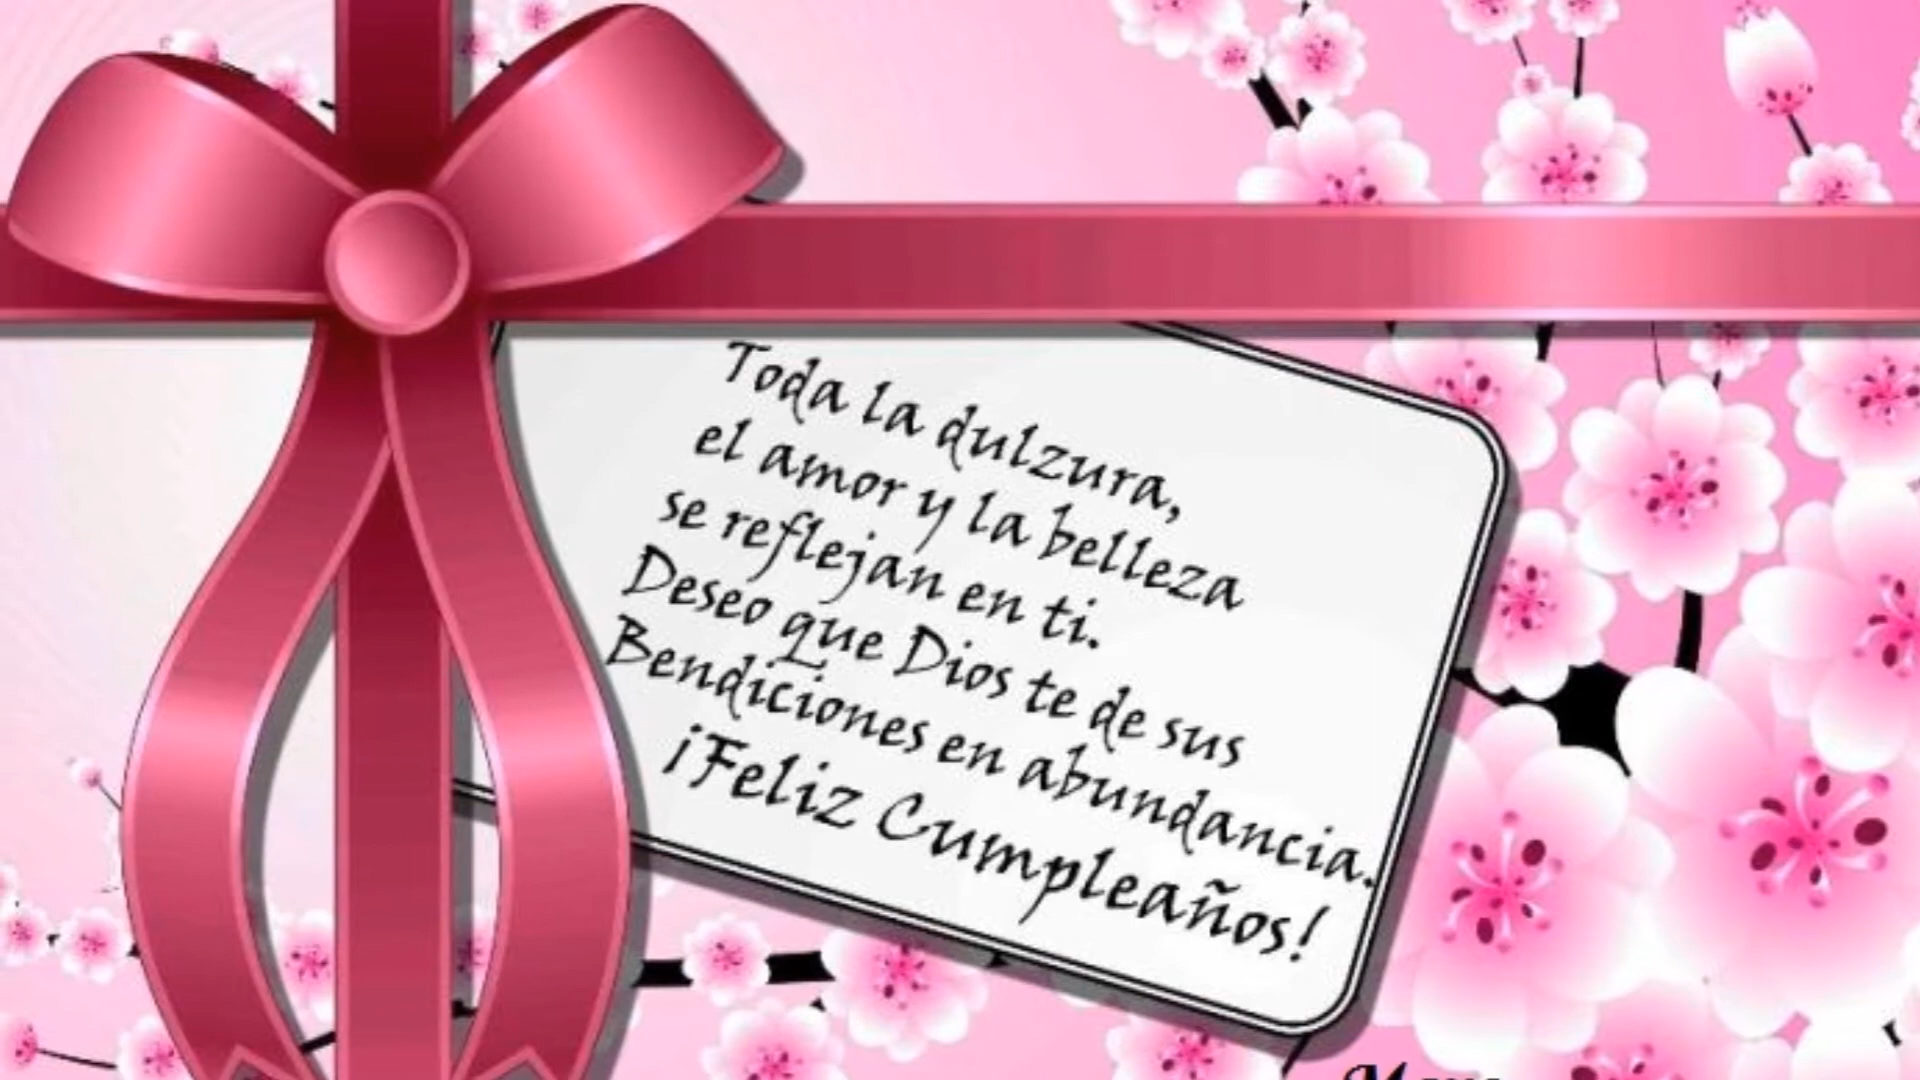 Toda la dulzura,
el amor y la belleza
se reflejan en ti.
Deseo que Dios te de sus
Bendiciones en abundancia.
¡Feliz Cumpleaños!